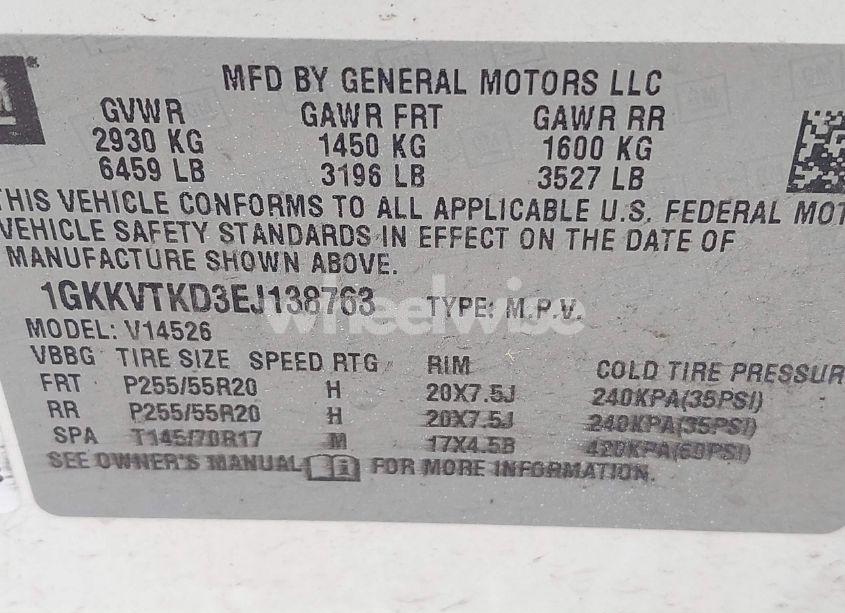 GM
MFD BY GENERAL MOTORS LLC
GVWR GAWR FRT GAWR RR
2930 KG 1450 KG 1600 KG
6459 LB 3196 LB 3527 LB
THIS VEHICLE CONFORMS TO ALL APPLICABLE U.S. FEDERAL MOT
VEHICLE SAFETY STANDARDS IN EFFECT ON THE DATE OF
MANUFACTURE SHOWN ABOVE.
1GKKVTKD3EJ138763 TYPE: M.P.V.
wheelwise
MODEL: V14526
VBBG TIRE SIZE SPEED RTG RIM COLD TIRE PRESSUR
FRT P255/55R20 H 20X7.5J 240KPA(35PSI)
RR P255/55R20 H 20X7.5J 240KPA(35PSI)
SPA T145/70R17 M 17X4.5B 420KPA(60PSI)
SEE OWNER'S MANUAL FOR MORE INFORMATION.